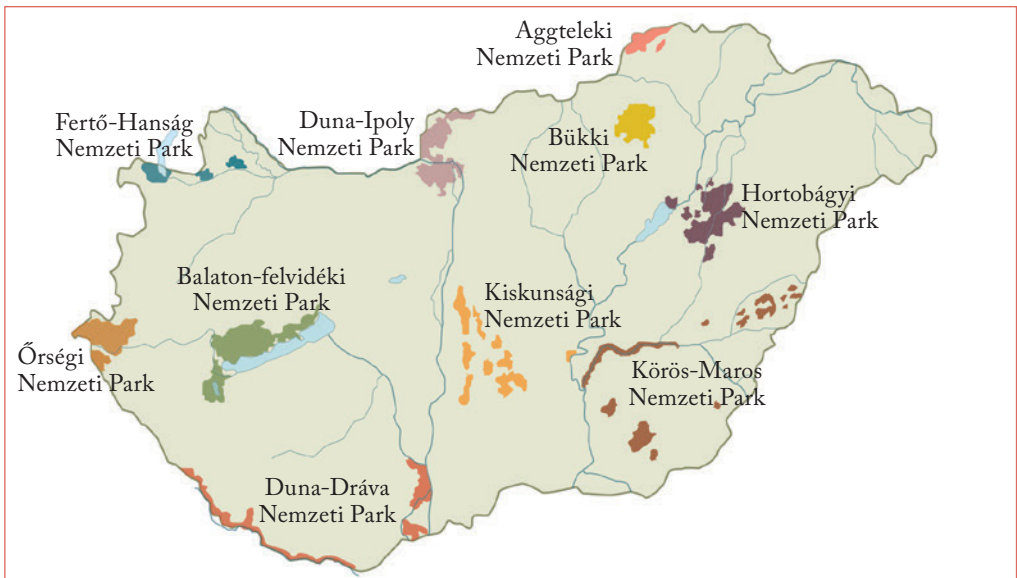 Aggteleki
Nemzeti Park
Fertő-Hanság
Nemzeti Park
Duna-Ipoly
Nemzeti Park
Bükki
Nemzeti Park
Hortobágyi
Nemzeti Park
Balaton-felvidéki
Nemzeti Park
Kiskunsági
Nemzeti Park
Őrségi
Nemzeti Park
Körös-Maros
Nemzeti Park
Duna-Dráva
Nemzeti Park